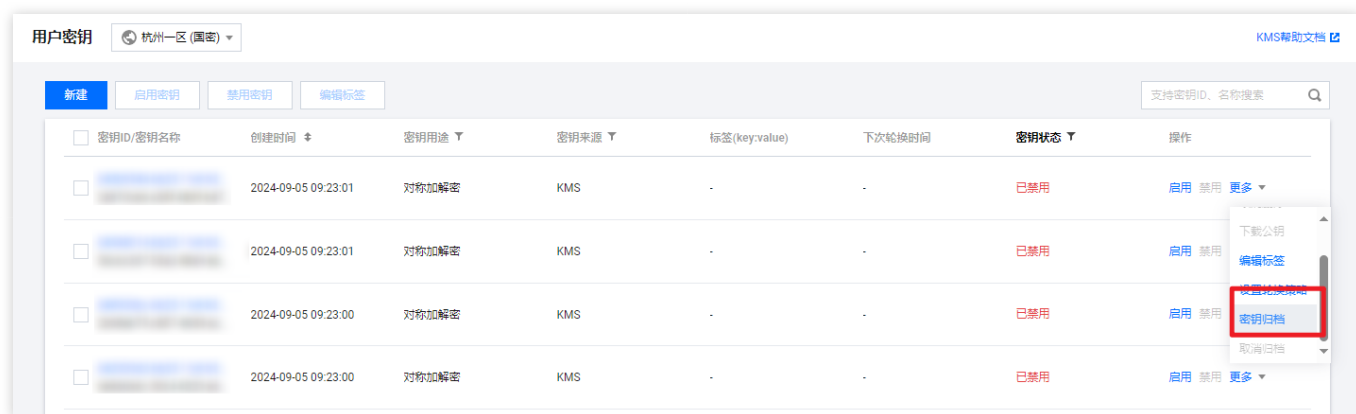 用户密钥 杭州一区 (国密) KMS帮助文档
新建 启用密钥 禁用密钥 编辑标签 支持密钥ID、名称搜索
密钥ID/密钥名称 创建时间 密钥用途 密钥来源 标签(key:value) 下次轮换时间 密钥状态 操作
2024-09-05 09:23:01 对称加解密 KMS - - 已禁用 启用 禁用 更多
下载公钥
2024-09-05 09:23:01 对称加解密 KMS - - 已禁用 启用 禁用
编辑标签
设置轮换策略
2024-09-05 09:23:00 对称加解密 KMS - - 已禁用 启用 禁用
密钥归档
取消归档
2024-09-05 09:23:00 对称加解密 KMS - - 已禁用 启用 禁用 更多